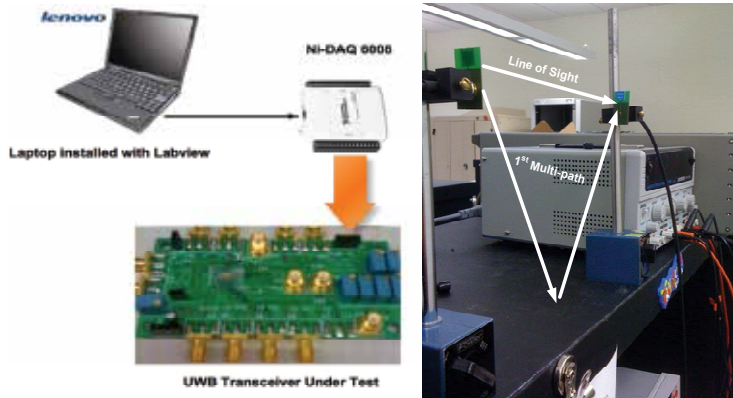 lenovo
Ni-DAQ 6008
Laptop installed with Labview
UWB Transceiver Under Test
Line of Sight
1st Multi-path